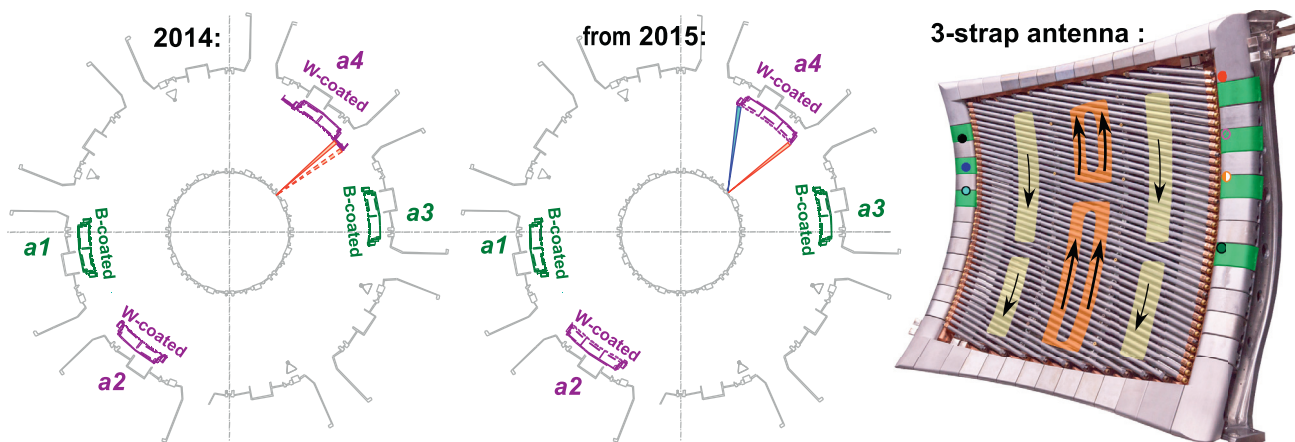 2014:
a4
W-coated
B-coated
a3
a1
B-coated
W-coated
a2
from 2015:
a4
W-coated
B-coated
a3
a1
B-coated
W-coated
a2
3-strap antenna :